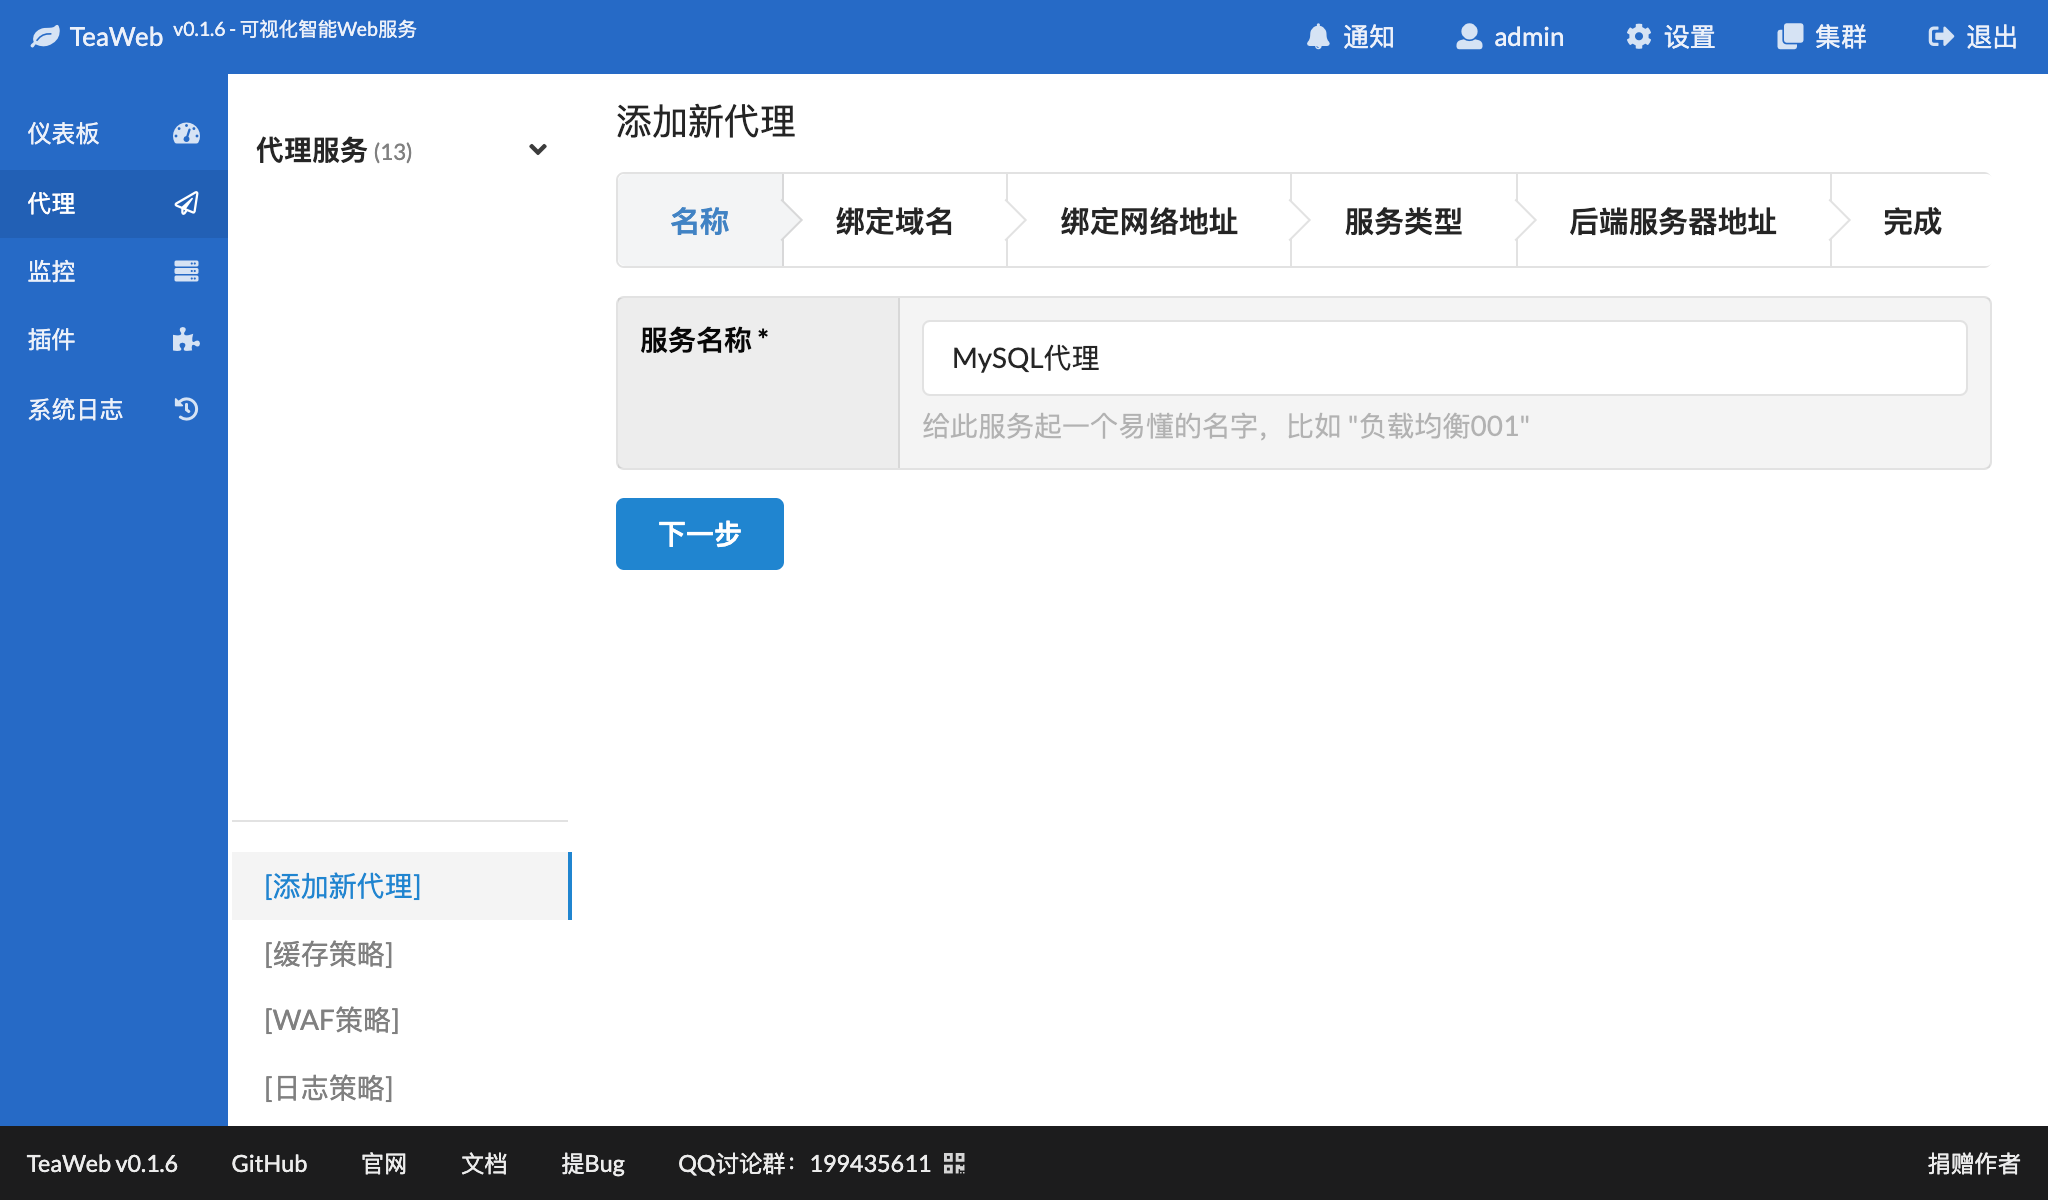 TeaWeb v0.1.6 - 可视化智能Web服务
通知 admin 设置 集群 退出
仪表板
代理
监控
插件
系统日志
代理服务 (13)
[添加新代理]
[缓存策略]
[WAF策略]
[日志策略]
添加新代理
名称 绑定域名 绑定网络地址 服务类型 后端服务器地址 完成
服务名称 *
MySQL代理
给此服务起一个易懂的名字，比如 "负载均衡001"
下一步
TeaWeb v0.1.6 GitHub 官网 文档 提Bug QQ讨论群：199435611 捐赠作者